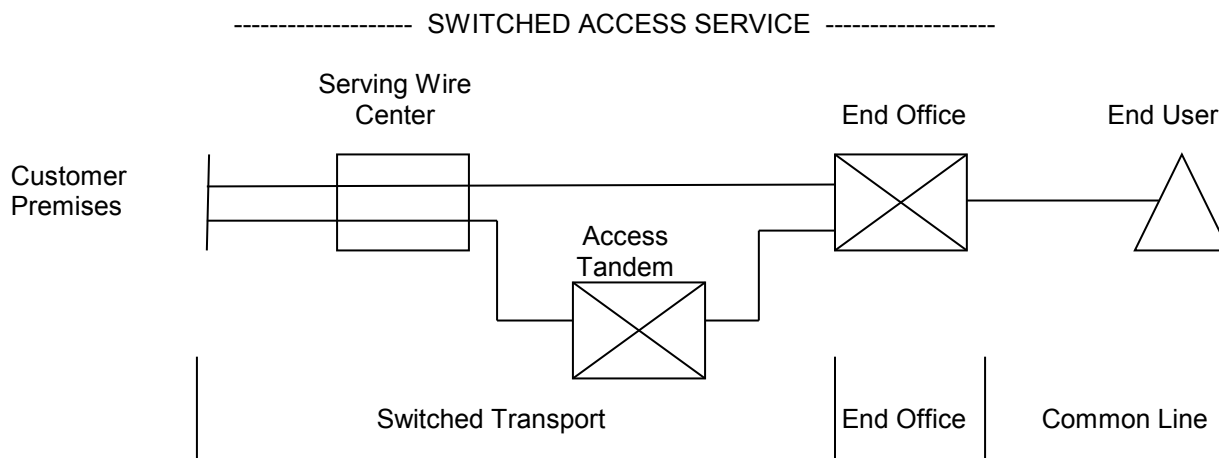 ------------------- SWITCHED ACCESS SERVICE ----------------
Serving Wire
Center
End Office
End User
Customer
Premises
Access
Tandem
Switched Transport
End Office
Common Line